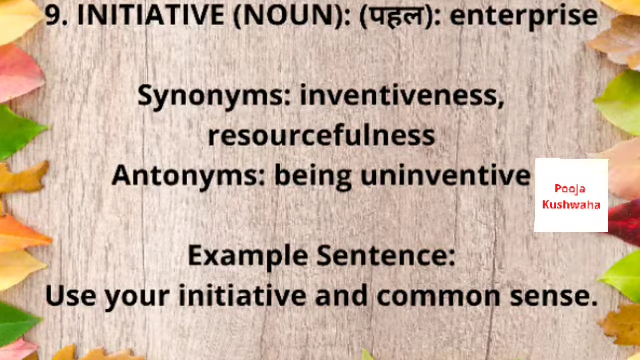 9. INITIATIVE (NOUN): (पहल): enterprise
Synonyms: inventiveness,
resourcefulness
Antonyms: being uninventive
Pooja
Kushwaha
Example Sentence:
Use your initiative and common sense.